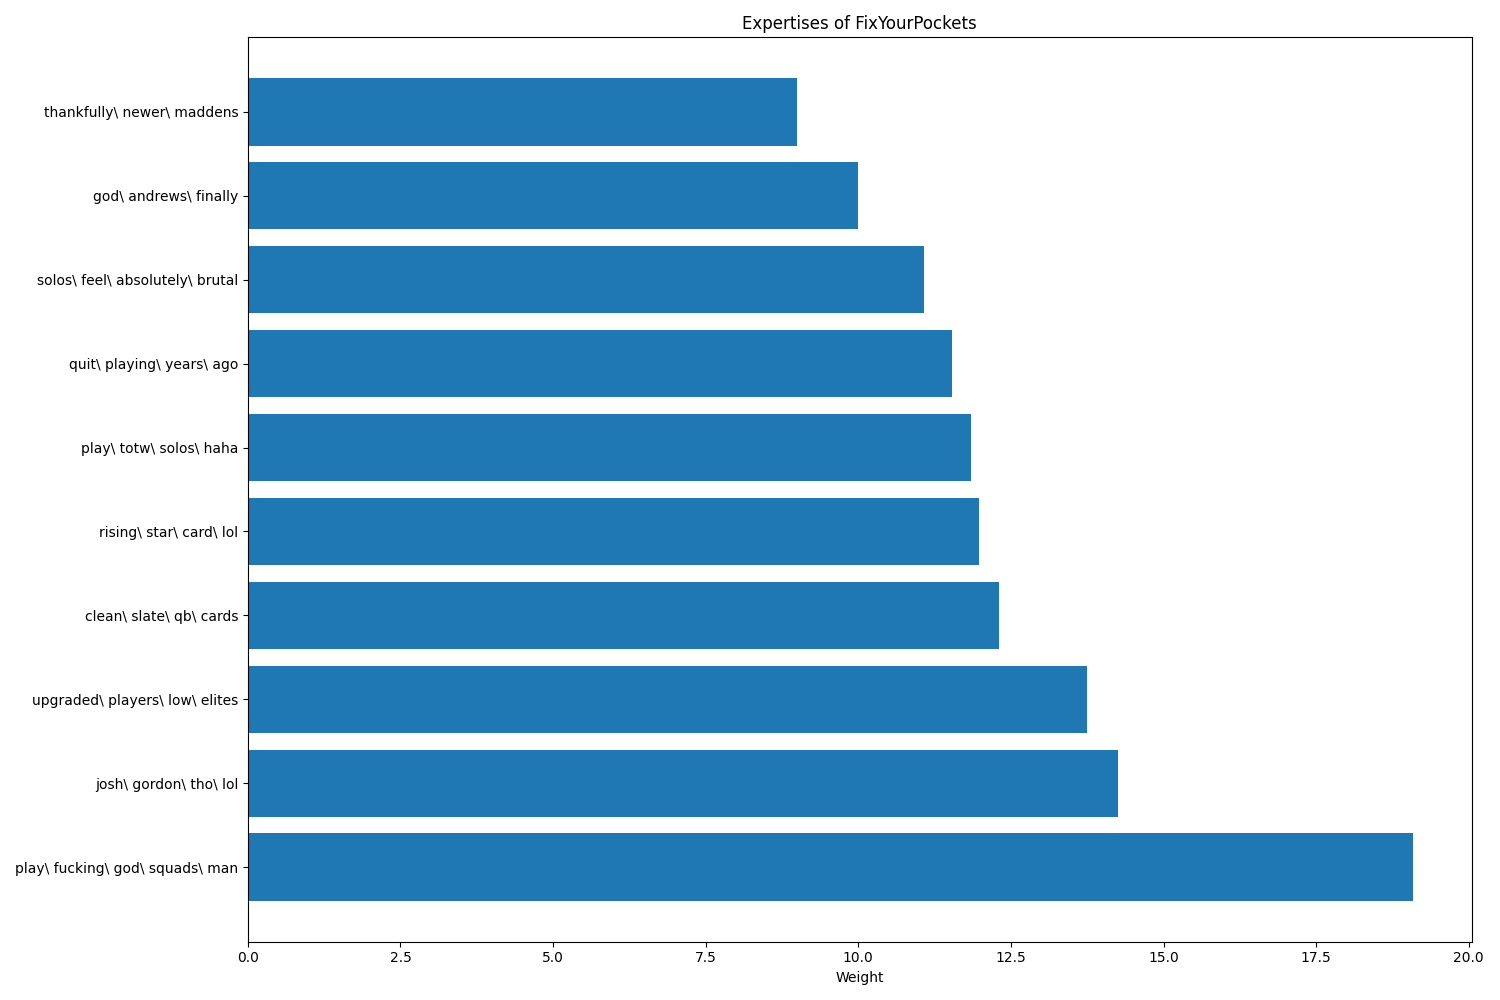 Expertises of FixYourPockets
thankfully\ newer\ maddens
god\ andrews\ finally
solos\ feel\ absolutely\ brutal
quit\ playing\ years\ ago
play\ totw\ solos\ haha
rising\ star\ card\ lol
clean\ slate\ qb\ cards
upgraded\ players\ low\ elites
josh\ gordon\ tho\ lol
play\ fucking\ god\ squads\ man
0.0 2.5 5.0 7.5 10.0 12.5 15.0 17.5 20.0
Weight